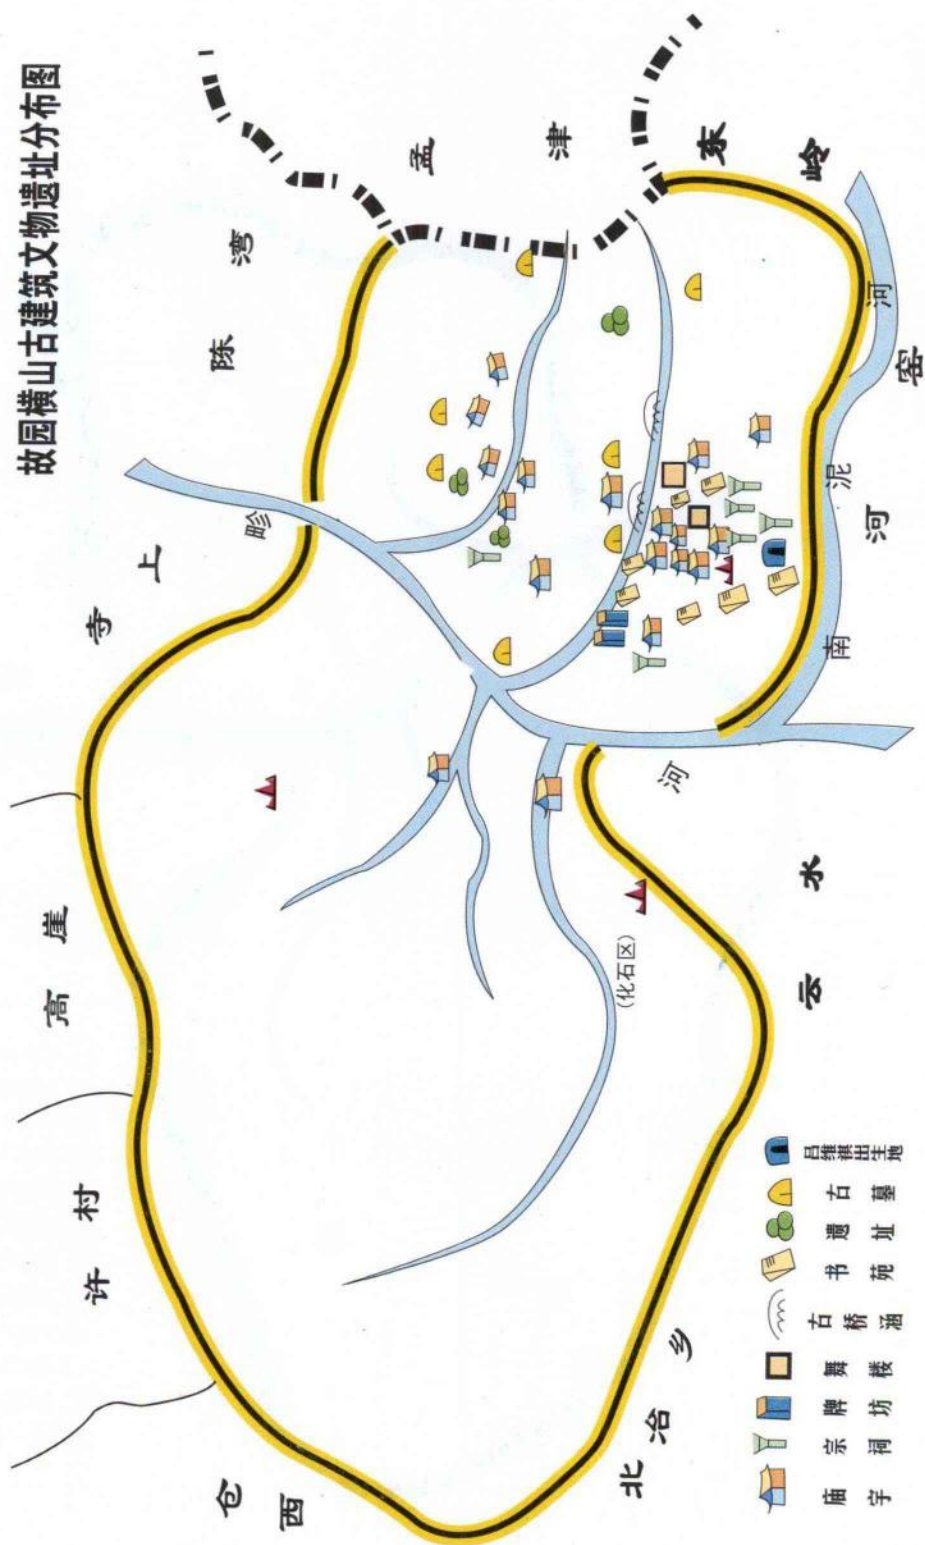 故园横山古建筑文物遗址分布图
孟津
东岭
陈湾
上寺
高崖
许村
仓西
北冶乡
云水
窑河
畛
河
南
泥
河
(化石区)
吕维祺出生地
古墓
遗址
书苑
古桥涵
舞楼
牌坊
宗祠
庙宇